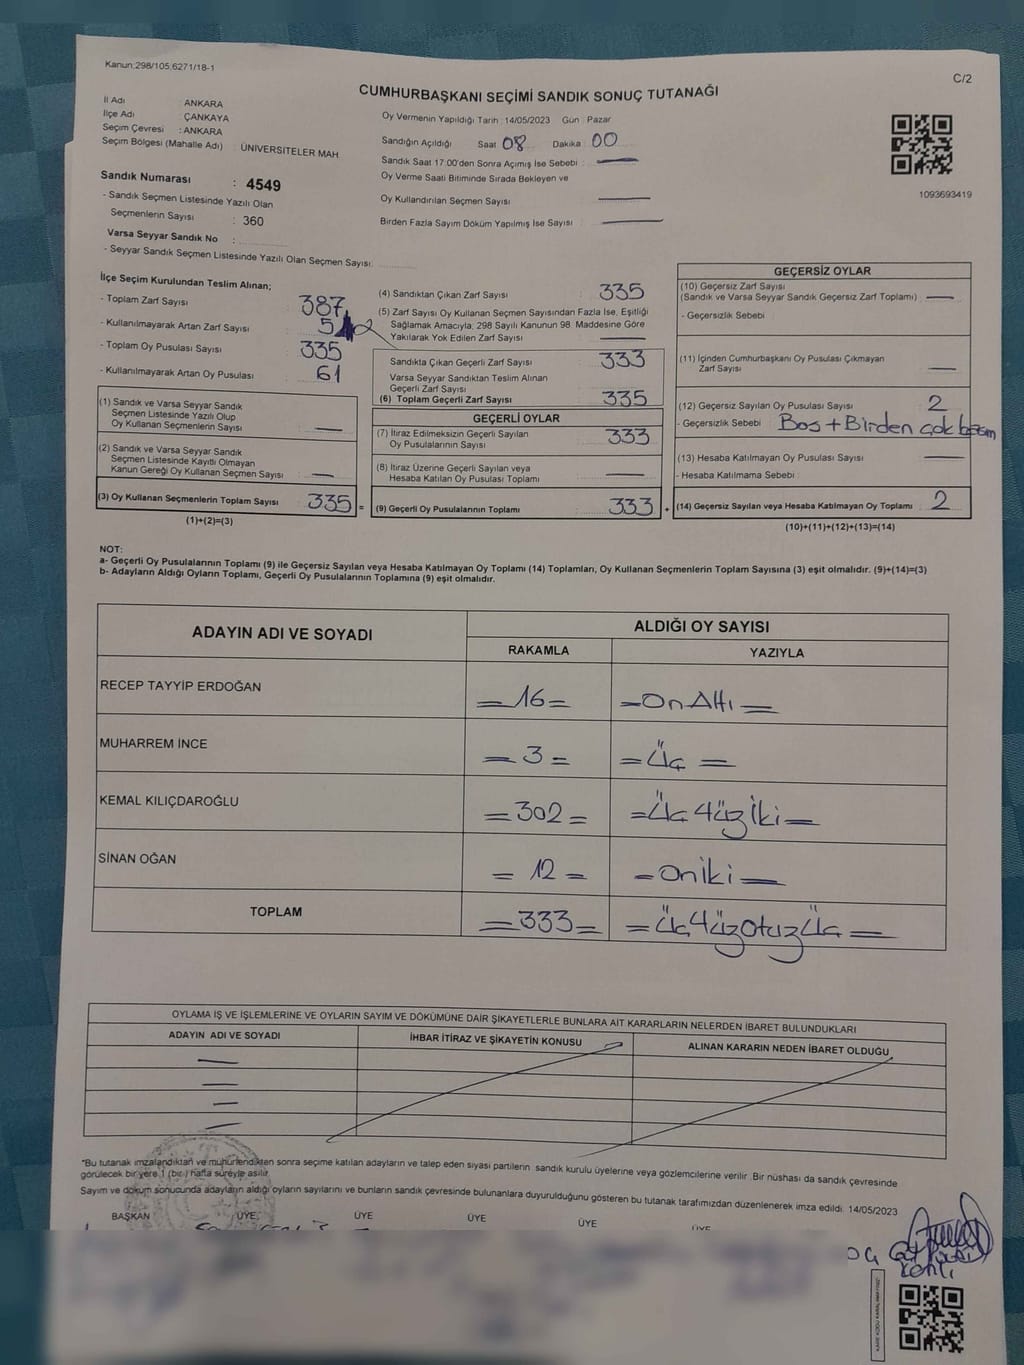 Kanun:298/105,6271/18-1
C/2
CUMHURBAŞKANI SEÇİMİ SANDIK SONUÇ TUTANAĞI
İl Adı ANKARA
İlçe Adı ÇANKAYA
Seçim Çevresi : ANKARA
Seçim Bölgesi (Mahalle Adı) : ÜNİVERSİTELER MAH.
Sandık Numarası : 4549
- Sandık Seçmen Listesinde Yazılı Olan
Seçmenlerin Sayısı : 360
Varsa Seyyar Sandık No :
- Seyyar Sandık Seçmen Listesinde Yazılı Olan Seçmen Sayısı:
Oy Vermenin Yapıldığı Tarih : 14/05/2023 Gün : Pazar
Sandığın Açıldığı Saat 08 Dakika : 00
Sandık Saat 17:00'den Sonra Açımış İse Sebebi :
Oy Verme Saati Bitiminde Sırada Bekleyen ve
Oy Kullandırılan Seçmen Sayısı
Birden Fazla Sayım Döküm Yapılmış İse Sayısı
1093693419
İlçe Seçim Kurulundan Teslim Alınan;
- Toplam Zarf Sayısı : 387
- Kullanılmayarak Artan Zarf Sayısı :
- Toplam Oy Pusulası Sayısı : 335
- Kullanılmayarak Artan Oy Pusulası : 61
(1) Sandık ve Varsa Seyyar Sandık
Seçmen Listesinde Yazılı Olup
Oy Kullanan Seçmenlerin Sayısı
(2) Sandık ve Varsa Seyyar Sandık
Seçmen Listesinde Kayıtlı Olmayan
Kanun Gereği Oy Kullanan Seçmen Sayısı
(3) Oy Kullanan Seçmenlerin Toplam Sayısı 335 =
(1)+(2)=(3)
(4) Sandıktan Çıkan Zarf Sayısı : 335
(5) Zarf Sayısı Oy Kullanan Seçmen Sayısından Fazla İse, Eşitliği
Sağlamak Amacıyla; 298 Sayılı Kanunun 98. Maddesine Göre
Yakılarak Yok Edilen Zarf Sayısı
Sandıkta Çıkan Geçerli Zarf Sayısı : 333
Varsa Seyyar Sandıktan Teslim Alınan
Geçerli Zarf Sayısı
(6) Toplam Geçerli Zarf Sayısı 335
GEÇERLİ OYLAR
(7) İtiraz Edilmeksizin Geçerli Sayılan
Oy Pusulasının Sayısı 333
(8) İtiraz Üzerine Geçerli Sayılan veya
Hesaba Katılan Oy Pusulası Toplamı
(9) Geçerli Oy Pusulalarının Toplamı 333 +
GEÇERSİZ OYLAR
(10) Geçersiz Zarf Sayısı
(Sandık ve Varsa Seyyar Sandık Geçersiz Zarf Toplamı)
- Geçersizlik Sebebi
(11) İçinden Cumhurbaşkanı Oy Pusulası Çıkmayan
Zarf Sayısı
(12) Geçersiz Sayılan Oy Pusulası Sayısı 2
- Geçersizlik Sebebi Boş + Birden çok basım
(13) Hesaba Katılmayan Oy Pusulası Sayısı
- Hesaba Katılmama Sebebi
(14) Geçersiz Sayılan veya Hesaba Katılmayan Oy Toplamı 2
(10)+(11)+(12)+(13)=(14)
NOT:
a- Geçerli Oy Pusulalarının Toplamı (9) ile Geçersiz Sayılan veya Hesaba Katılmayan Oy Toplamı (14) Toplamları, Oy Kullanan Seçmenlerin Toplam Sayısına (3) eşit olmalıdır. (9)+(14)=(3)
b- Adayların Aldığı Oyların Toplamı, Geçerli Oy Pusulalarının Toplamına (9) eşit olmalıdır.
ADAYIN ADI VE SOYADI
ALDIĞI OY SAYISI
RAKAMLA YAZIYLA
RECEP TAYYİP ERDOĞAN 16 On Altı
MUHARREM İNCE 3 Üç
KEMAL KILIÇDAROĞLU 302 Üç yüz iki
SİNAN OĞAN 12 on iki
TOPLAM 333 Üç yüz otuz üç
OYLAMA İŞ VE İŞLEMLERİNE VE OYLARIN SAYIM VE DÖKÜMÜNE DAİR ŞİKAYETLERLE BUNLARA AİT KARARLARIN NELERDEN İBARET BULUNDUKLARI
ADAYIN ADI VE SOYADI İHBAR İTİRAZ VE ŞİKAYETİN KONUSU ALINAN KARARIN NEDEN İBARET OLDUĞU
*Bu tutanak imzalandıktan ve mühürlendikten sonra seçime katılan adayların ve talep eden siyasi partilerin sandık kurulu üyelerine veya gözlemcilerine verilir. Bir nüshası da sandık çevresinde
görülecek bir yere 1 (bir) hafta süreyle asılır.
Sayım ve döküm sonucunda adayların aldığı oyların sayılarını ve bunların sandık çevresinde bulunanlara duyurulduğunu gösteren bu tutanak tarafımızdan düzenlenerek imza edildi. 14/05/2023
BAŞKAN ÜYE ÜYE ÜYE ÜYE ÜYE